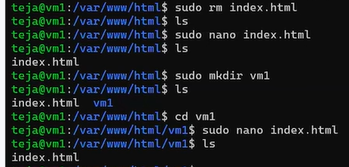 teja@vm1:/var/www/html$ sudo rm index.html
teja@vm1:/var/www/html$ ls
teja@vm1:/var/www/html$ sudo nano index.html
teja@vm1:/var/www/html$ ls
index.html
teja@vm1:/var/www/html$ sudo mkdir vm1
teja@vm1:/var/www/html$ ls
index.html  vm1
teja@vm1:/var/www/html$ cd vm1
teja@vm1:/var/www/html/vm1$ sudo nano index.html
teja@vm1:/var/www/html/vm1$ ls
index.html